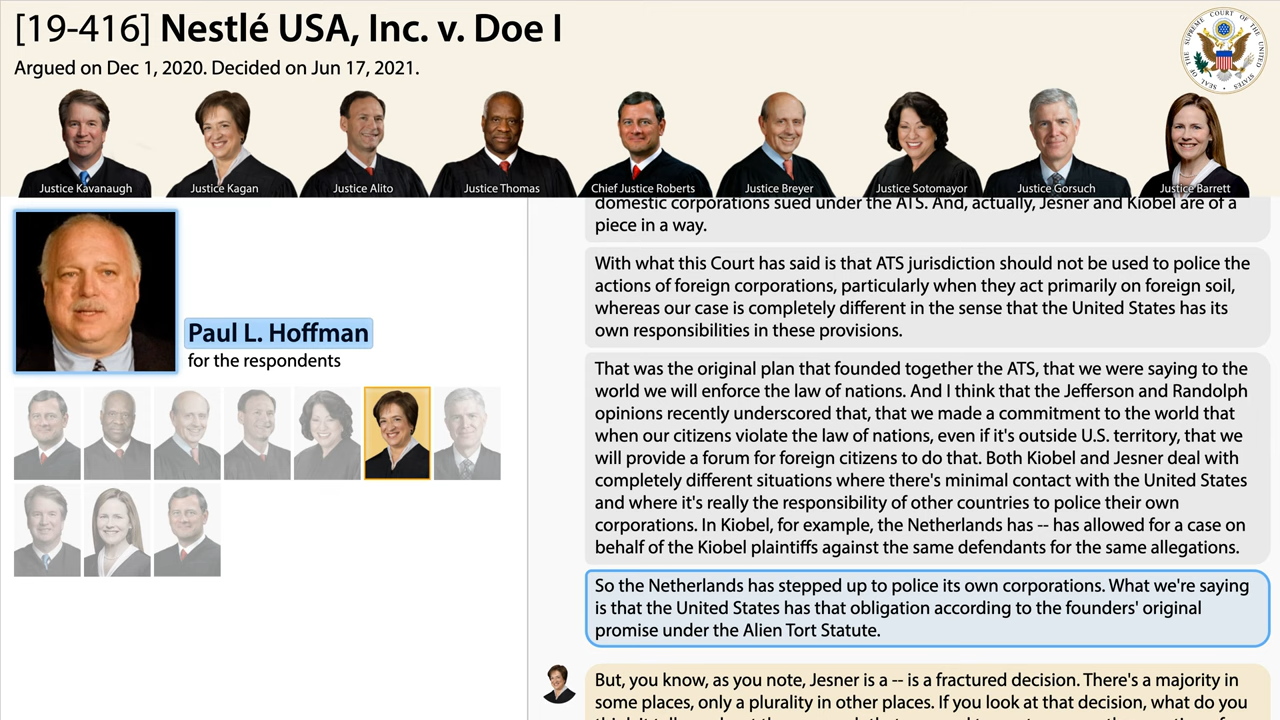 [19-416] Nestlé USA, Inc. v. Doe I
Argued on Dec 1, 2020. Decided on Jun 17, 2021.
SEAL OF THE SUPREME COURT OF THE UNITED STATES
Justice Kavanaugh
Justice Kagan
Justice Alito
Justice Thomas
Chief Justice Roberts
Justice Breyer
Justice Sotomayor
Justice Gorsuch
Justice Barrett
Paul L. Hoffman
for the respondents
domestic corporations sued under the ATS. And, actually, Jesner and Kiobel are of a
piece in a way.
With what this Court has said is that ATS jurisdiction should not be used to police the
actions of foreign corporations, particularly when they act primarily on foreign soil,
whereas our case is completely different in the sense that the United States has its
own responsibilities in these provisions.
That was the original plan that founded together the ATS, that we were saying to the
world we will enforce the law of nations. And I think that the Jefferson and Randolph
opinions recently underscored that, that we made a commitment to the world that
when our citizens violate the law of nations, even if it's outside U.S. territory, that we
will provide a forum for foreign citizens to do that. Both Kiobel and Jesner deal with
completely different situations where there's minimal contact with the United States
and where it's really the responsibility of other countries to police their own
corporations. In Kiobel, for example, the Netherlands has -- has allowed for a case on
behalf of the Kiobel plaintiffs against the same defendants for the same allegations.
So the Netherlands has stepped up to police its own corporations. What we're saying
is that the United States has that obligation according to the founders' original
promise under the Alien Tort Statute.
But, you know, as you note, Jesner is a -- is a fractured decision. There's a majority in
some places, only a plurality in other places. If you look at that decision, what do you